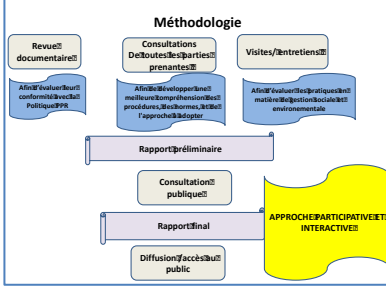 Méthodologie
Revue
documentaire
Consultations
De toutes les parties
prenantes
Visites/entretiens
Afin d'évaluer leur
conformité avec la
Politique PPR
Afin de développer une
meilleure compréhension des
procédures, des normes, et de
l'approche à adopter
Afin d'évaluer les pratiques en
matière de gestion sociale et
environementale
Rapport préliminaire
Consultation
publique
Rapport final
Diffusion/accès au
public
APPROCHE PARTICIPATIVE ET
INTERACTIVE